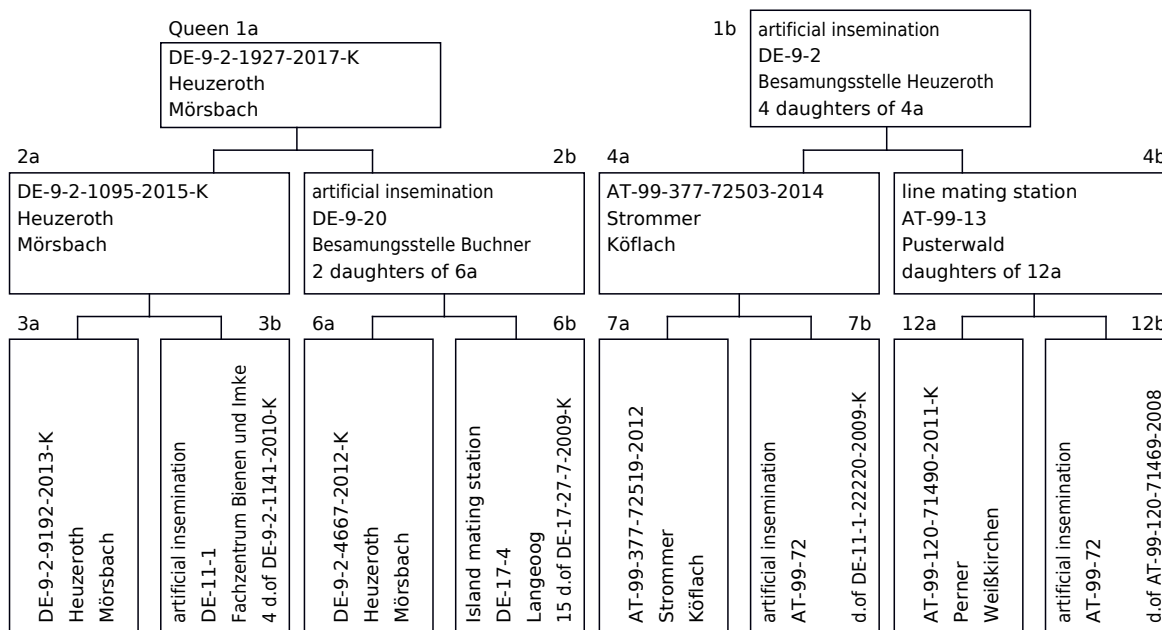 Queen 1a
DE-9-2-1927-2017-K
Heuzeroth
Mörsbach
1b
artificial insemination
DE-9-2
Besamungsstelle Heuzeroth
4 daughters of 4a
2a
DE-9-2-1095-2015-K
Heuzeroth
Mörsbach
2b
artificial insemination
DE-9-20
Besamungsstelle Buchner
2 daughters of 6a
4a
AT-99-377-72503-2014
Strommer
Köflach
4b
line mating station
AT-99-13
Pusterwald
daughters of 12a
3a
DE-9-2-9192-2013-K
Heuzeroth
Mörsbach
3b
artificial insemination
DE-11-1
Fachzentrum Bienen und Imke
4 d.of DE-9-2-1141-2010-K
6a
DE-9-2-4667-2012-K
Heuzeroth
Mörsbach
6b
Island mating station
DE-17-4
Langeoog
15 d.of DE-17-27-7-2009-K
7a
AT-99-377-72519-2012
Strommer
Köflach
7b
artificial insemination
AT-99-72
d.of DE-11-1-22220-2009-K
12a
AT-99-120-71490-2011-K
Perner
Weißkirchen
12b
artificial insemination
AT-99-72
d.of AT-99-120-71469-2008